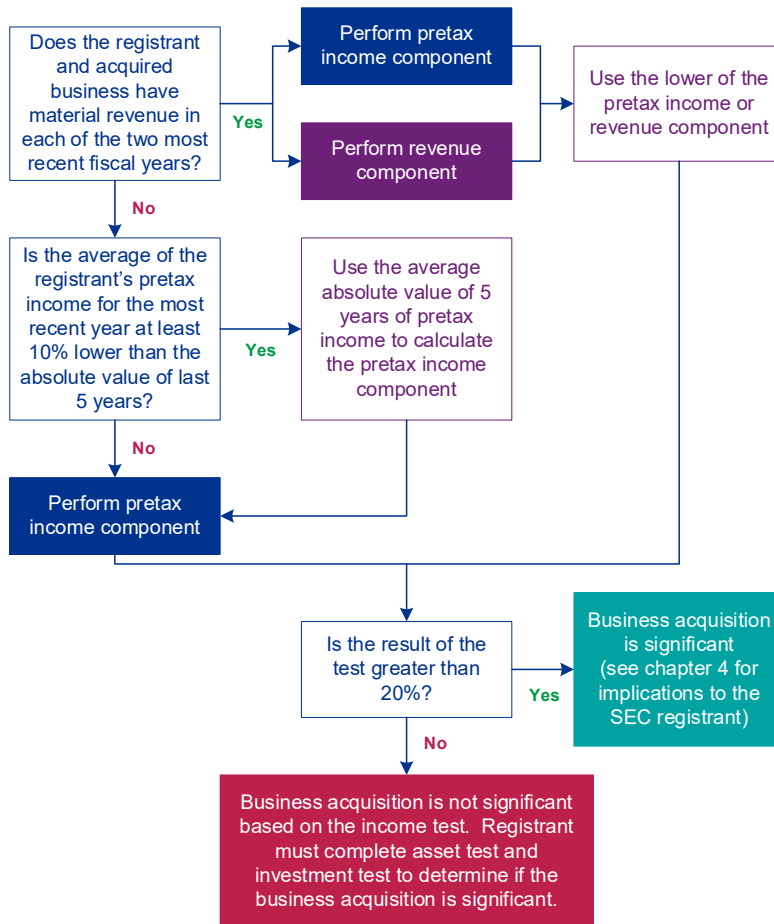 Does the registrant
and acquired
business have
material revenue in
each of the two most
recent fiscal years?
Yes
Perform pretax
income component
Perform revenue
component
Use the lower of the
pretax income or
revenue component
No
Is the average of the
registrant's pretax
income for the most
recent year at least
10% lower than the
absolute value of last
5 years?
Yes
Use the average
absolute value of 5
years of pretax
income to calculate
the pretax income
component
No
Perform pretax
income component
Is the result of the
test greater than
20%?
Yes
Business acquisition
is significant
(see chapter 4 for
implications to the
SEC registrant)
No
Business acquisition is not significant
based on the income test.  Registrant
must complete asset test and
investment test to determine if the
business acquisition is significant.